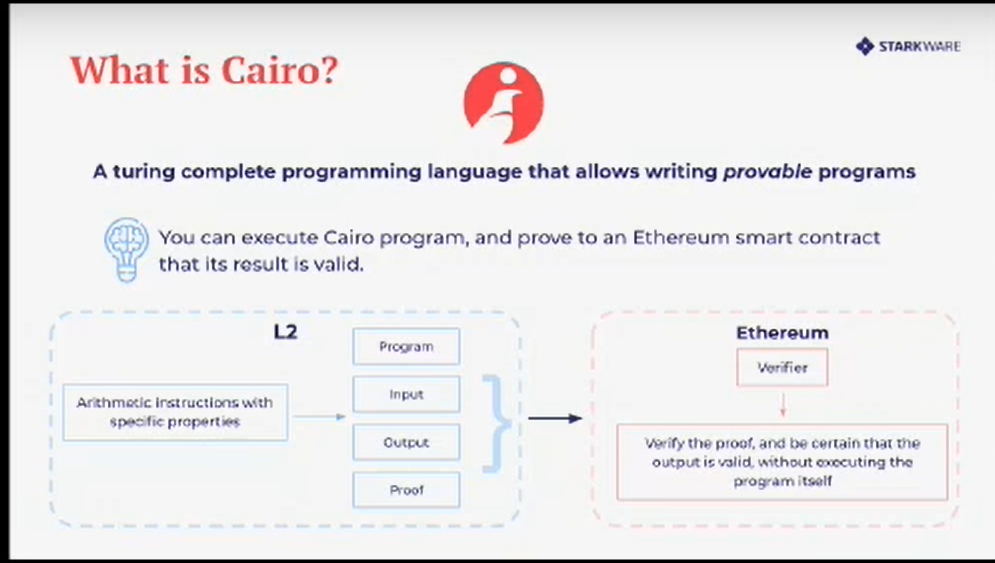 What is Cairo?
STARKWARE
A turing complete programming language that allows writing provable programs
You can execute Cairo program, and prove to an Ethereum smart contract
that its result is valid.
L2
Arithmetic instructions with
specific properties
Program
Input
Output
Proof
Ethereum
Verifier
Verify the proof, and be certain that the
output is valid, without executing the
program itself